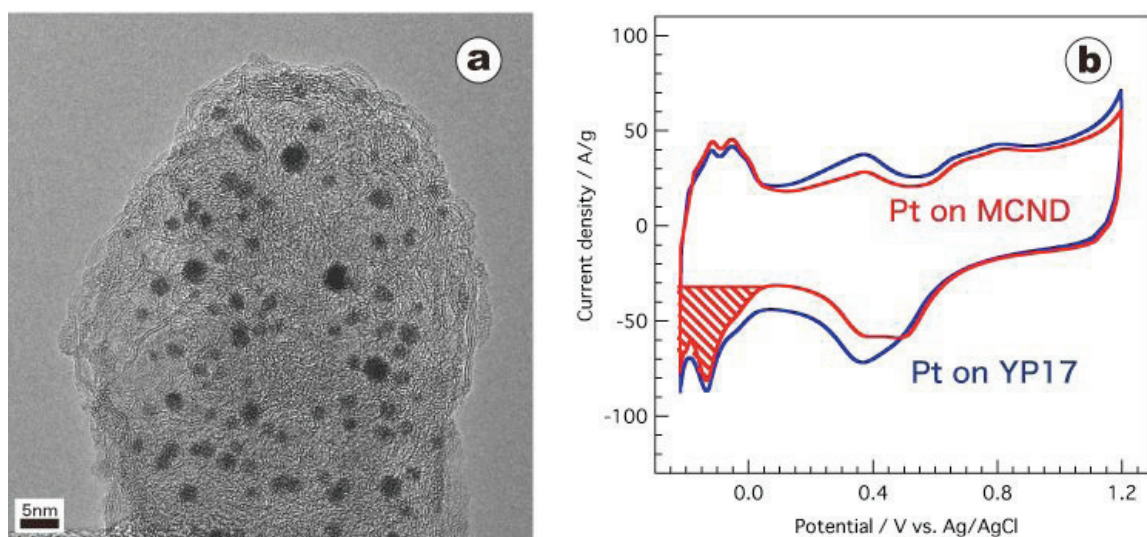 a
5nm
b
100
50
0
-50
-100
Current density / A/g
Pt on MCND
Pt on YP17
0.0
0.4
0.8
1.2
Potential / V vs. Ag/AgCl